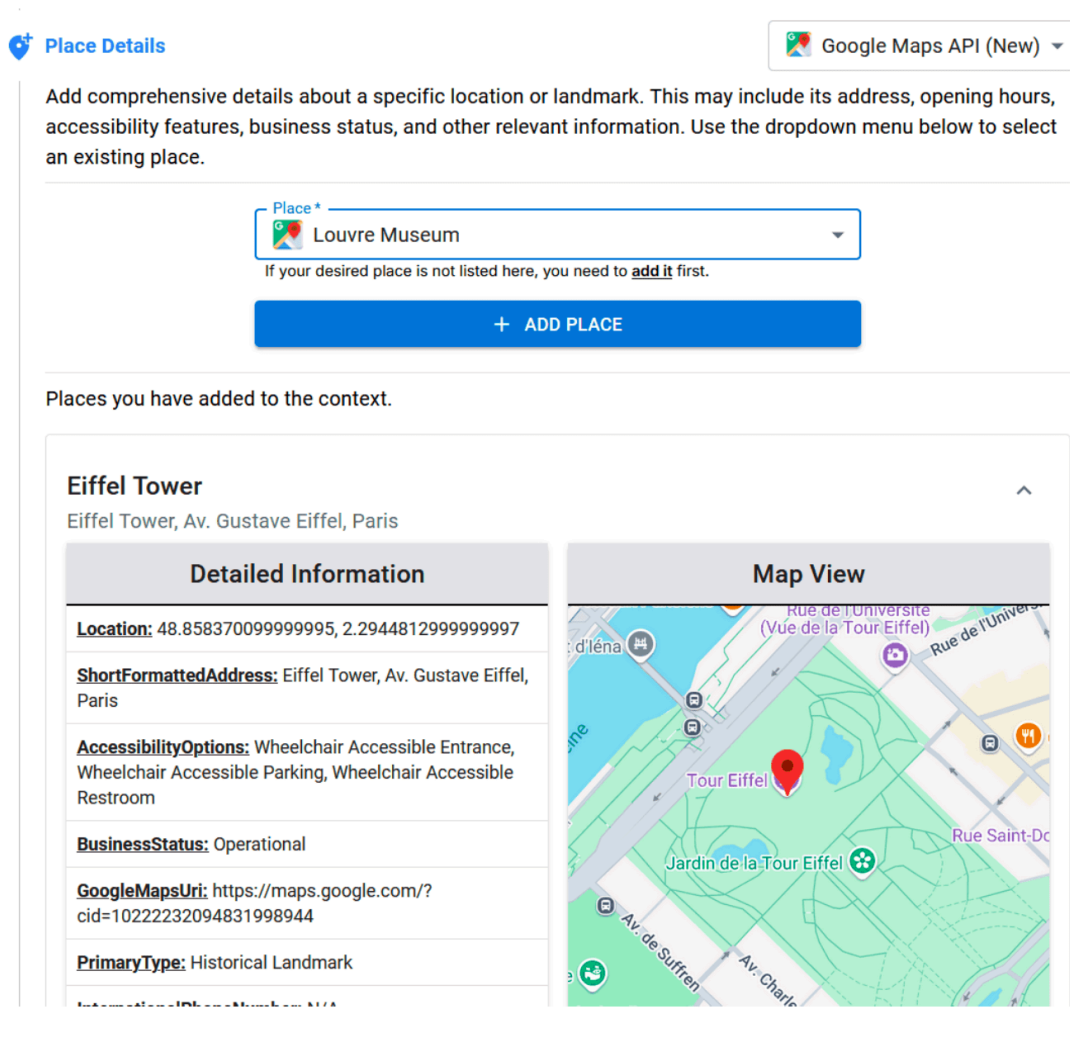 Place Details
Google Maps API (New)
Add comprehensive details about a specific location or landmark. This may include its address, opening hours,
accessibility features, business status, and other relevant information. Use the dropdown menu below to select
an existing place.
Place *
Louvre Museum
If your desired place is not listed here, you need to add it first.
+ ADD PLACE
Places you have added to the context.
Eiffel Tower
Eiffel Tower, Av. Gustave Eiffel, Paris
Detailed Information
Location: 48.858370099999995, 2.2944812999999997
ShortFormattedAddress: Eiffel Tower, Av. Gustave Eiffel,
Paris
AccessibilityOptions: Wheelchair Accessible Entrance,
Wheelchair Accessible Parking, Wheelchair Accessible
Restroom
BusinessStatus: Operational
GoogleMapsUri: https://maps.google.com/?
cid=10222232094831998944
PrimaryType: Historical Landmark
InternationalPhoneNumber: N/A
Map View
Rue de l'Université
(Vue de la Tour Eiffel)
Rue de l'Univers
d'Iéna
ine
Tour Eiffel
Rue Saint-Do
Jardin de la Tour Eiffel
Av. de Suffren
Av. Charle